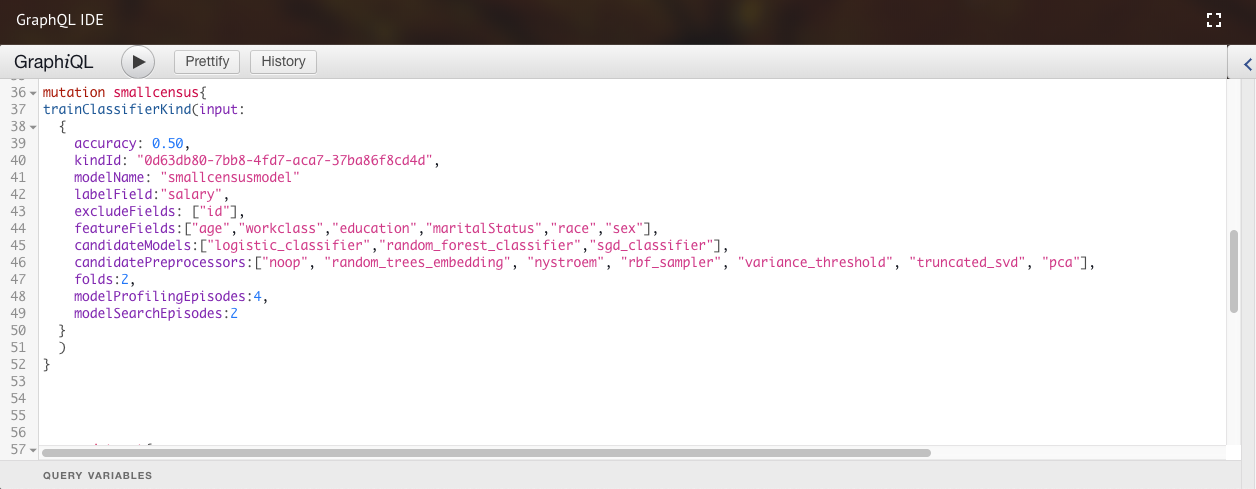 GraphQL IDE
GraphiQL Prettify History
36 mutation smallcensus{
37 trainClassifierKind(input:
38 {
39 accuracy: 0.50,
40 kindId: "0d63db80-7bb8-4fd7-aca7-37ba86f8cd4d",
41 modelName: "smallcensusmodel"
42 labelField:"salary",
43 excludeFields: ["id"],
44 featureFields:["age","workclass","education","maritalStatus","race","sex"],
45 candidateModels:["logistic_classifier","random_forest_classifier","sgd_classifier"],
46 candidatePreprocessors:["noop", "random_trees_embedding", "nystroem", "rbf_sampler", "variance_threshold", "truncated_svd", "pca"],
47 folds:2,
48 modelProfilingEpisodes:4,
49 modelSearchEpisodes:2
50 }
51 )
52 }
53
54
55
56
57
QUERY VARIABLES